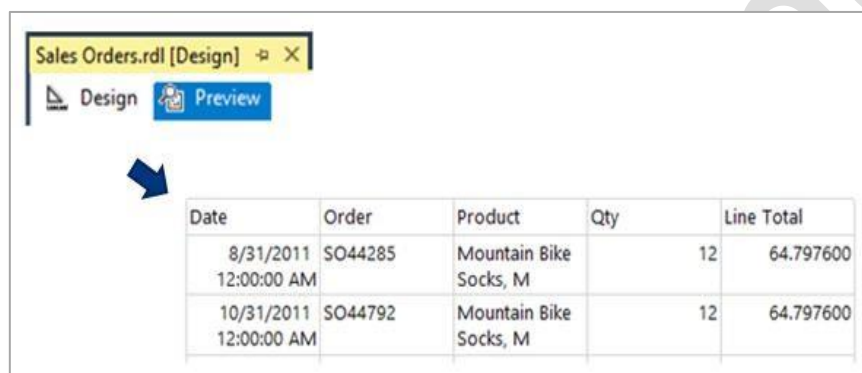 Sales Orders.rdl [Design]
Design Preview
Date Order Product Qty Line Total
8/31/2011 SO44285 Mountain Bike 12 64.797600
12:00:00 AM Socks, M
10/31/2011 SO44792 Mountain Bike 12 64.797600
12:00:00 AM Socks, M